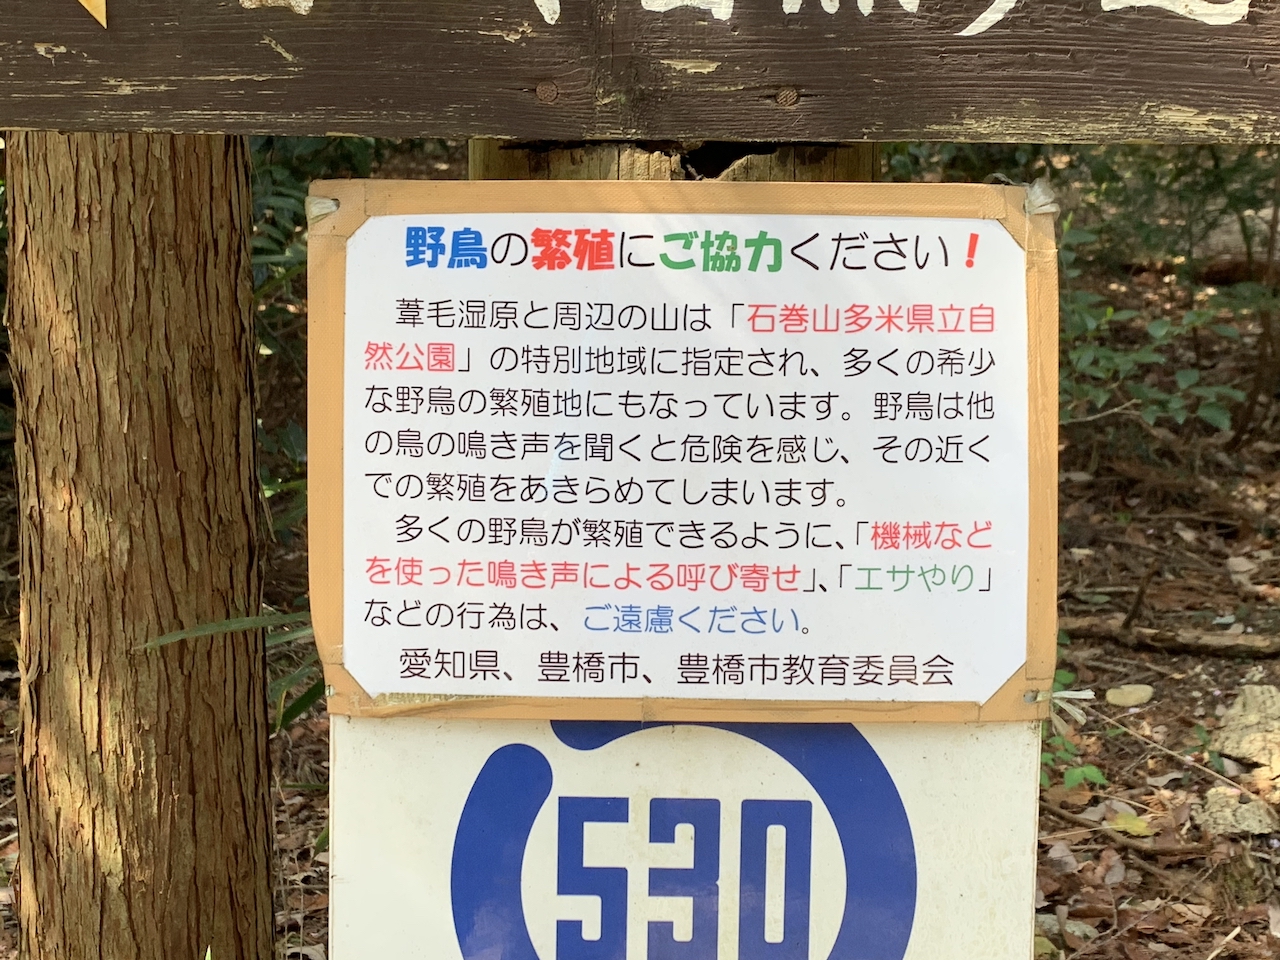 野鳥の繁殖にご協力ください！
葦毛湿原と周辺の山は「石巻山多米県立自
然公園」の特別地域に指定され、多くの希少
な野鳥の繁殖地にもなっています。野鳥は他
の鳥の鳴き声を聞くと危険を感じ、その近く
での繁殖をあきらめてしまいます。
多くの野鳥が繁殖できるように、「機械など
を使った鳴き声による呼び寄せ」、「エサやり」
などの行為は、ご遠慮ください。
愛知県、豊橋市、豊橋市教育委員会
530